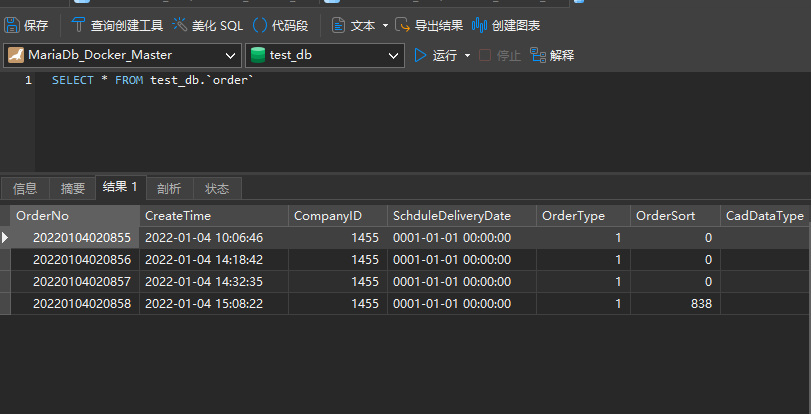 保存 查询创建工具 美化 SQL 代码段 文本 导出结果 创建图表
MariaDb_Docker_Master test_db 运行 停止 解释
1 SELECT * FROM test_db.`order`
信息 摘要 结果 1 剖析 状态
OrderNo CreateTime CompanyID SchduleDeliveryDate OrderType OrderSort CadDataType
20220104020855 2022-01-04 10:06:46 1455 0001-01-01 00:00:00 1 0
20220104020856 2022-01-04 14:18:42 1455 0001-01-01 00:00:00 1 0
20220104020857 2022-01-04 14:32:35 1455 0001-01-01 00:00:00 1 0
20220104020858 2022-01-04 15:08:22 1455 0001-01-01 00:00:00 1 838